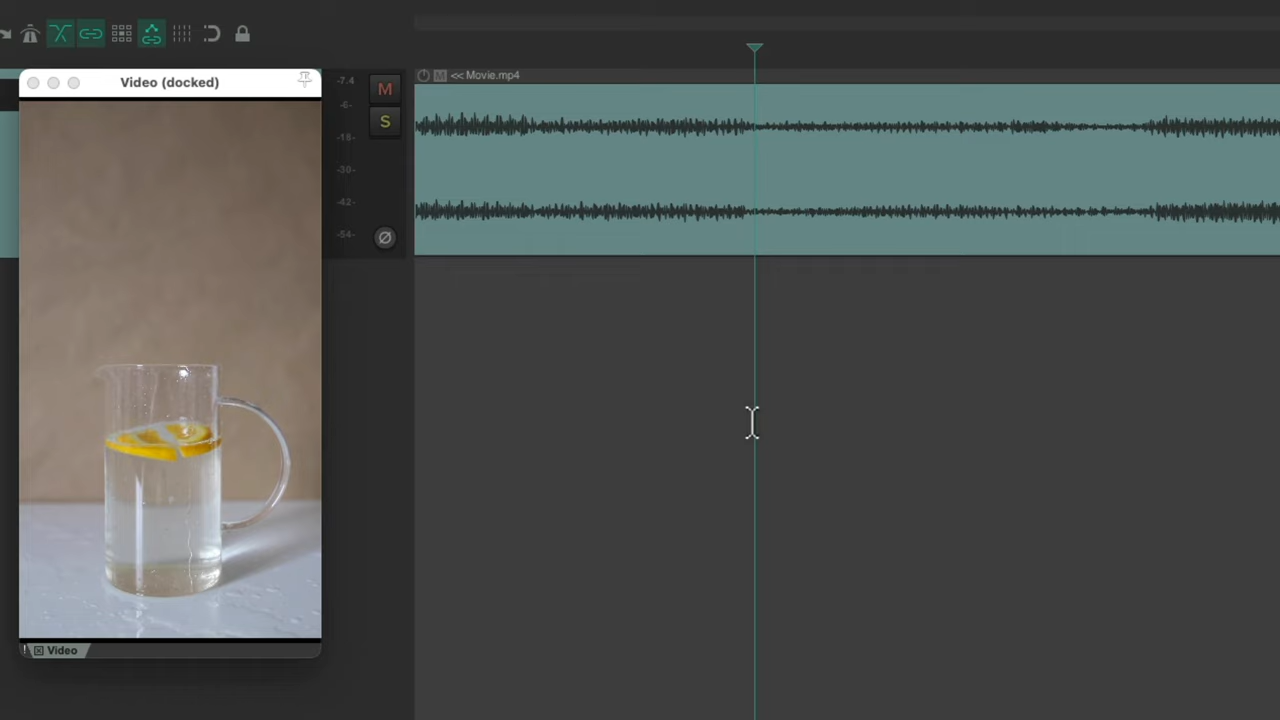 Video (docked)
-7.4
-6-
-18-
-30-
-42-
-54-
M
S
M << Movie.mp4
! Video